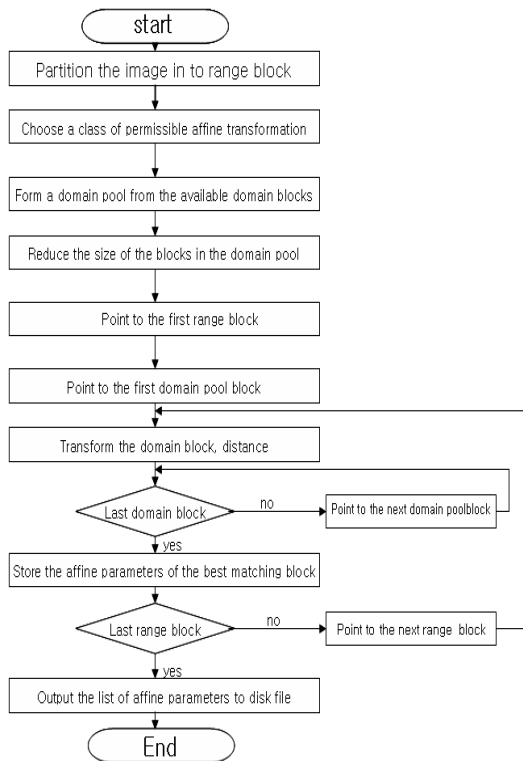 start
Partition the image in to range block
Choose a class of permissible affine transformation
Form a domain pool from the available domain blocks
Reduce the size of the blocks in the domain pool
Point to the first range block
Point to the first domain pool block
Transform the domain block, distance
Last domain block
no
Point to the next domain poolblock
yes
Store the affine parameters of the best matching block
Last range block
no
Point to the next range block
yes
Output the list of affine parameters to disk file
End